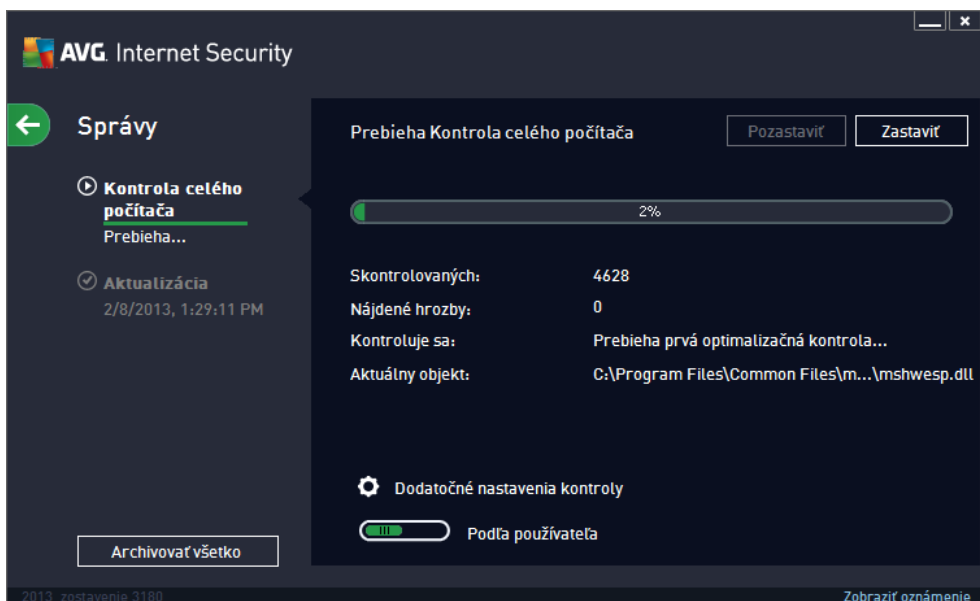 AVG. Internet Security
Správy
Kontrola celého
počítača
Prebieha...
Aktualizácia
2/8/2013, 1:29:11 PM
Archivovať všetko
Prebieha Kontrola celého počítača
Pozastaviť
Zastaviť
2%
Skontrolovaných: 4628
Nájdené hrozby: 0
Kontroluje sa: Prebieha prvá optimalizačná kontrola...
Aktuálny objekt: C:\Program Files\Common Files\m...\mshwesp.dll
Dodatočné nastavenia kontroly
Podľa používateľa
2013 zostavenie 3180
Zobraziť oznámenie